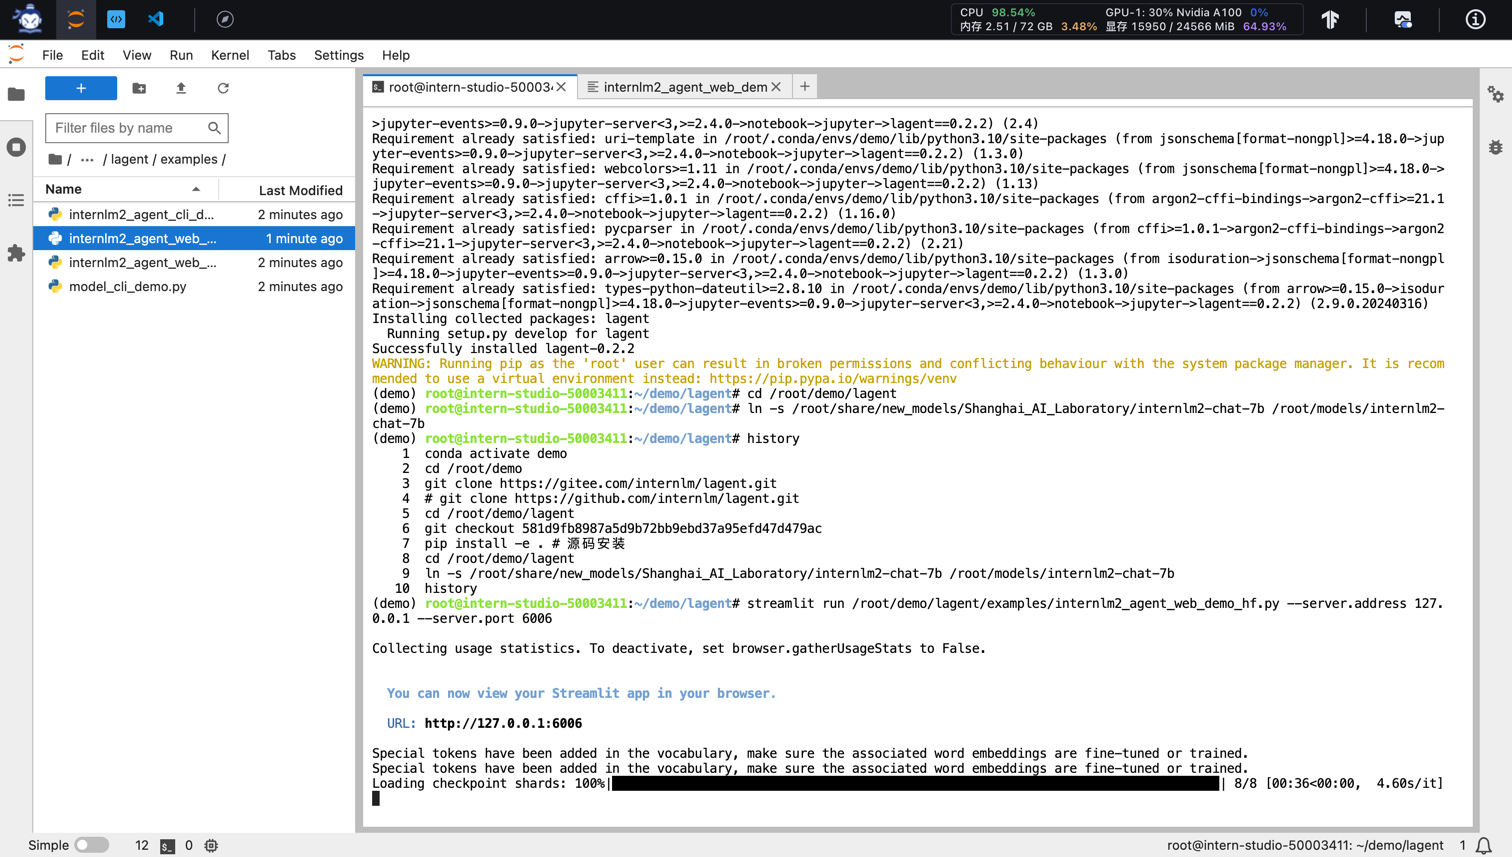 CPU 98.54% GPU-1: 30% Nvidia A100 0%
内存 2.51 / 72 GB 3.48% 显存 15950 / 24566 MiB 64.93%
File Edit View Run Kernel Tabs Settings Help
root@intern-studio-50003
internlm2_agent_web_dem
Filter files by name
/ ··· / lagent / examples /
Name Last Modified
internlm2_agent_cli_d... 2 minutes ago
internlm2_agent_web_... 1 minute ago
internlm2_agent_web_... 2 minutes ago
model_cli_demo.py 2 minutes ago
>jupyter-events>=0.9.0->jupyter-server<3,>=2.4.0->notebook->jupyter->lagent==0.2.2) (2.4)
Requirement already satisfied: uri-template in /root/.conda/envs/demo/lib/python3.10/site-packages (from jsonschema[format-nongpl]>=4.18.0->jup
yter-events>=0.9.0->jupyter-server<3,>=2.4.0->notebook->jupyter->lagent==0.2.2) (1.3.0)
Requirement already satisfied: webcolors>=1.11 in /root/.conda/envs/demo/lib/python3.10/site-packages (from jsonschema[format-nongpl]>=4.18.0->
jupyter-events>=0.9.0->jupyter-server<3,>=2.4.0->notebook->jupyter->lagent==0.2.2) (1.13)
Requirement already satisfied: cffi>=1.0.1 in /root/.conda/envs/demo/lib/python3.10/site-packages (from argon2-cffi-bindings->argon2-cffi>=21.1
->jupyter-server<3,>=2.4.0->notebook->jupyter->lagent==0.2.2) (1.16.0)
Requirement already satisfied: pycparser in /root/.conda/envs/demo/lib/python3.10/site-packages (from cffi>=1.0.1->argon2-cffi-bindings->argon2
-cffi>=21.1->jupyter-server<3,>=2.4.0->notebook->jupyter->lagent==0.2.2) (2.21)
Requirement already satisfied: arrow>=0.15.0 in /root/.conda/envs/demo/lib/python3.10/site-packages (from isoduration->jsonschema[format-nongpl
]>=4.18.0->jupyter-events>=0.9.0->jupyter-server<3,>=2.4.0->notebook->jupyter->lagent==0.2.2) (1.3.0)
Requirement already satisfied: types-python-dateutil>=2.8.10 in /root/.conda/envs/demo/lib/python3.10/site-packages (from arrow>=0.15.0->isodur
ation->jsonschema[format-nongpl]>=4.18.0->jupyter-events>=0.9.0->jupyter-server<3,>=2.4.0->notebook->jupyter->lagent==0.2.2) (2.9.0.20240316)
Installing collected packages: lagent
Running setup.py develop for lagent
Successfully installed lagent-0.2.2
WARNING: Running pip as the 'root' user can result in broken permissions and conflicting behaviour with the system package manager. It is recom
mended to use a virtual environment instead: https://pip.pypa.io/warnings/venv
(demo) root@intern-studio-50003411:~/demo/lagent# cd /root/demo/lagent
(demo) root@intern-studio-50003411:~/demo/lagent# ln -s /root/share/new_models/Shanghai_AI_Laboratory/internlm2-chat-7b /root/models/internlm2-
chat-7b
(demo) root@intern-studio-50003411:~/demo/lagent# history
1 conda activate demo
2 cd /root/demo
3 git clone https://gitee.com/internlm/lagent.git
4 # git clone https://github.com/internlm/lagent.git
5 cd /root/demo/lagent
6 git checkout 581d9fb8987a5d9b72bb9ebd37a95efd47d479ac
7 pip install -e . # 源码安装
8 cd /root/demo/lagent
9 ln -s /root/share/new_models/Shanghai_AI_Laboratory/internlm2-chat-7b /root/models/internlm2-chat-7b
10 history
(demo) root@intern-studio-50003411:~/demo/lagent# streamlit run /root/demo/lagent/examples/internlm2_agent_web_demo_hf.py --server.address 127.
0.0.1 --server.port 6006
Collecting usage statistics. To deactivate, set browser.gatherUsageStats to False.
You can now view your Streamlit app in your browser.
URL: http://127.0.0.1:6006
Special tokens have been added in the vocabulary, make sure the associated word embeddings are fine-tuned or trained.
Special tokens have been added in the vocabulary, make sure the associated word embeddings are fine-tuned or trained.
Loading checkpoint shards: 100%| | 8/8 [00:36<00:00, 4.60s/it]
Simple 12 0 root@intern-studio-50003411: ~/demo/lagent 1